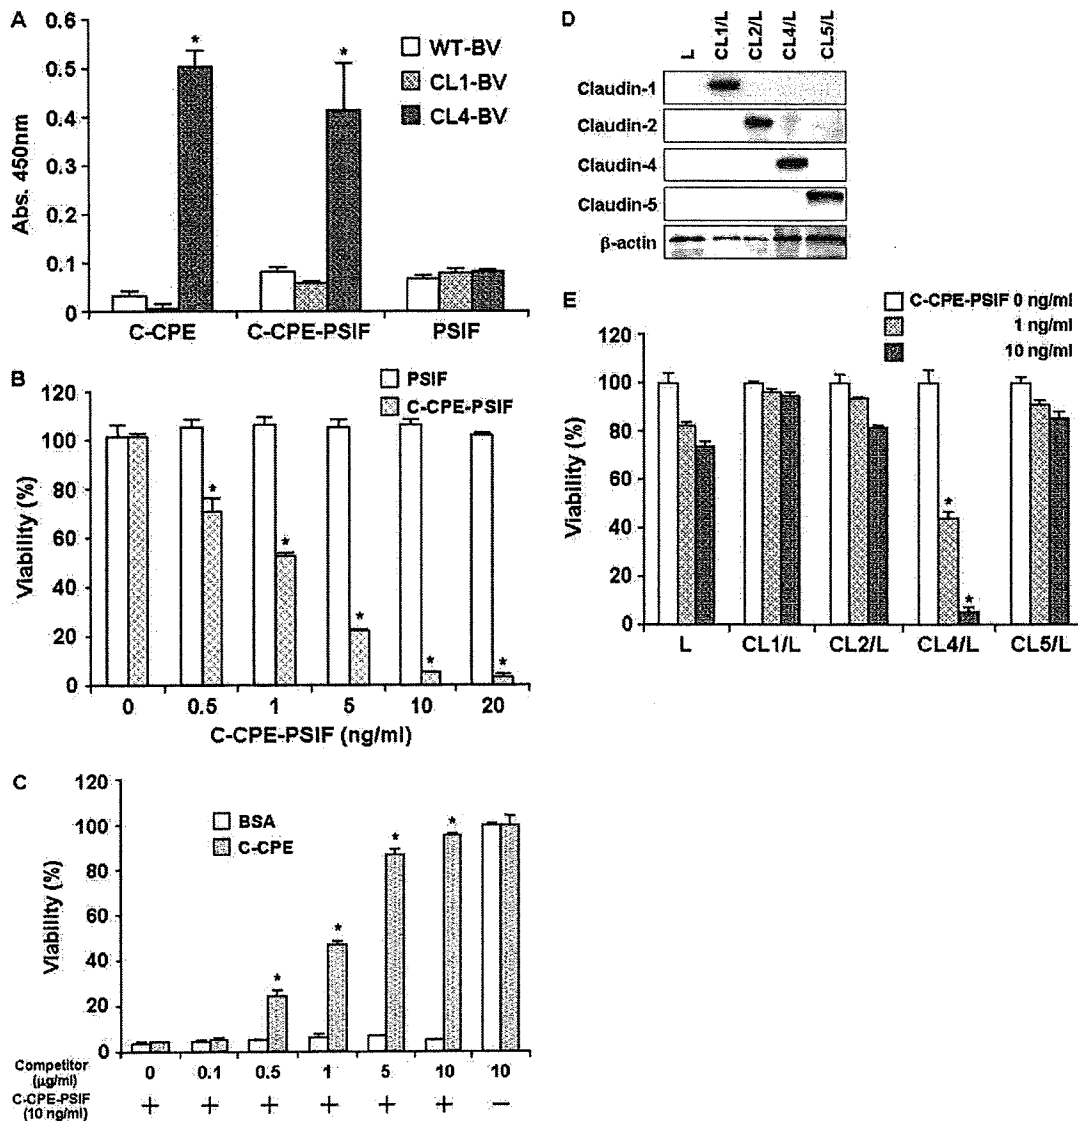 A
Abs. 450nm
0.6
0.5
0.4
0.3
0.2
0.1
0
*
*
WT-BV
CL1-BV
CL4-BV
C-CPE
C-CPE-PSIF
PSIF
B
Viability (%)
120
100
80
60
40
20
0
PSIF
C-CPE-PSIF
*
*
*
*
*
0
0.5
1
5
10
20
C-CPE-PSIF (ng/ml)
C
Viability (%)
120
100
80
60
40
20
0
BSA
C-CPE
*
*
*
*
Competitor (μg/ml)
0
0.1
0.5
1
5
10
10
C-CPE-PSIF (10 ng/ml)
+
+
+
+
+
+
−
D
L
CL1/L
CL2/L
CL4/L
CL5/L
Claudin-1
Claudin-2
Claudin-4
Claudin-5
β-actin
E
C-CPE-PSIF 0 ng/ml
1 ng/ml
10 ng/ml
Viability (%)
120
100
80
60
40
20
0
*
*
L
CL1/L
CL2/L
CL4/L
CL5/L